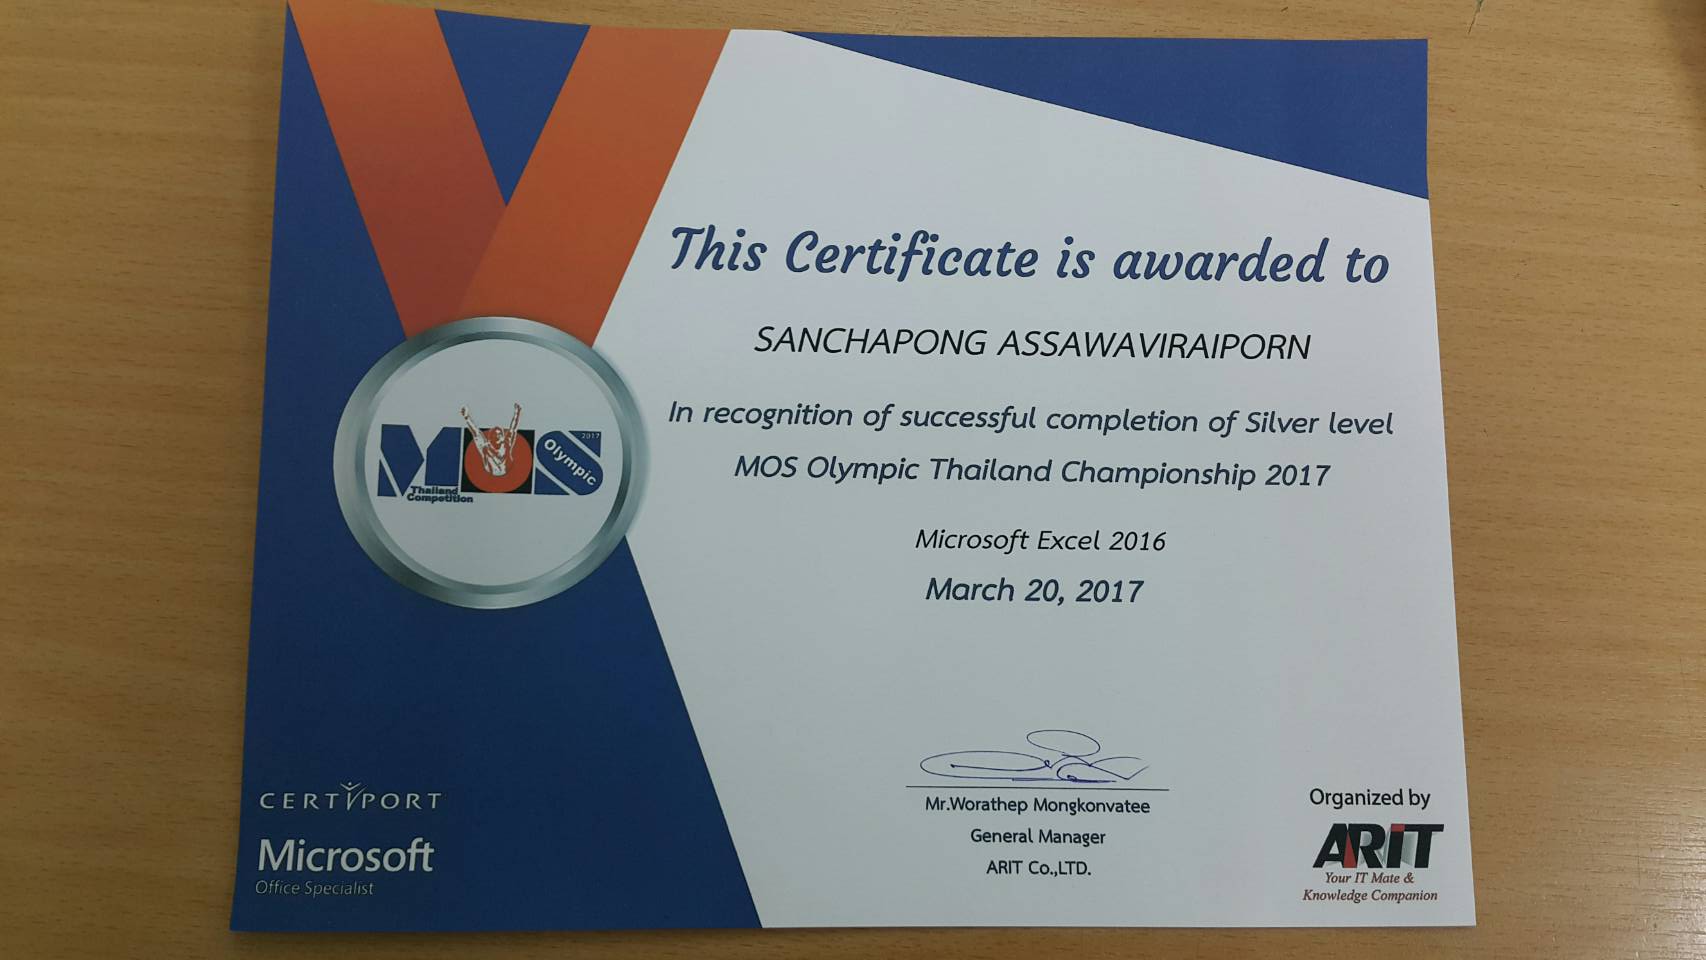 This Certificate is awarded to
SANCHAPONG ASSAWAVIRAIPORN
In recognition of successful completion of Silver level
MOS Olympic Thailand Championship 2017
Microsoft Excel 2016
March 20, 2017
MOS
2017
Olympic
Thailand
Competition
CERTIPORT
Microsoft
Office Specialist
Mr.Worathep Mongkonvatee
General Manager
ARIT Co.,LTD.
Organized by
ARIT
Your IT Mate &
Knowledge Companion